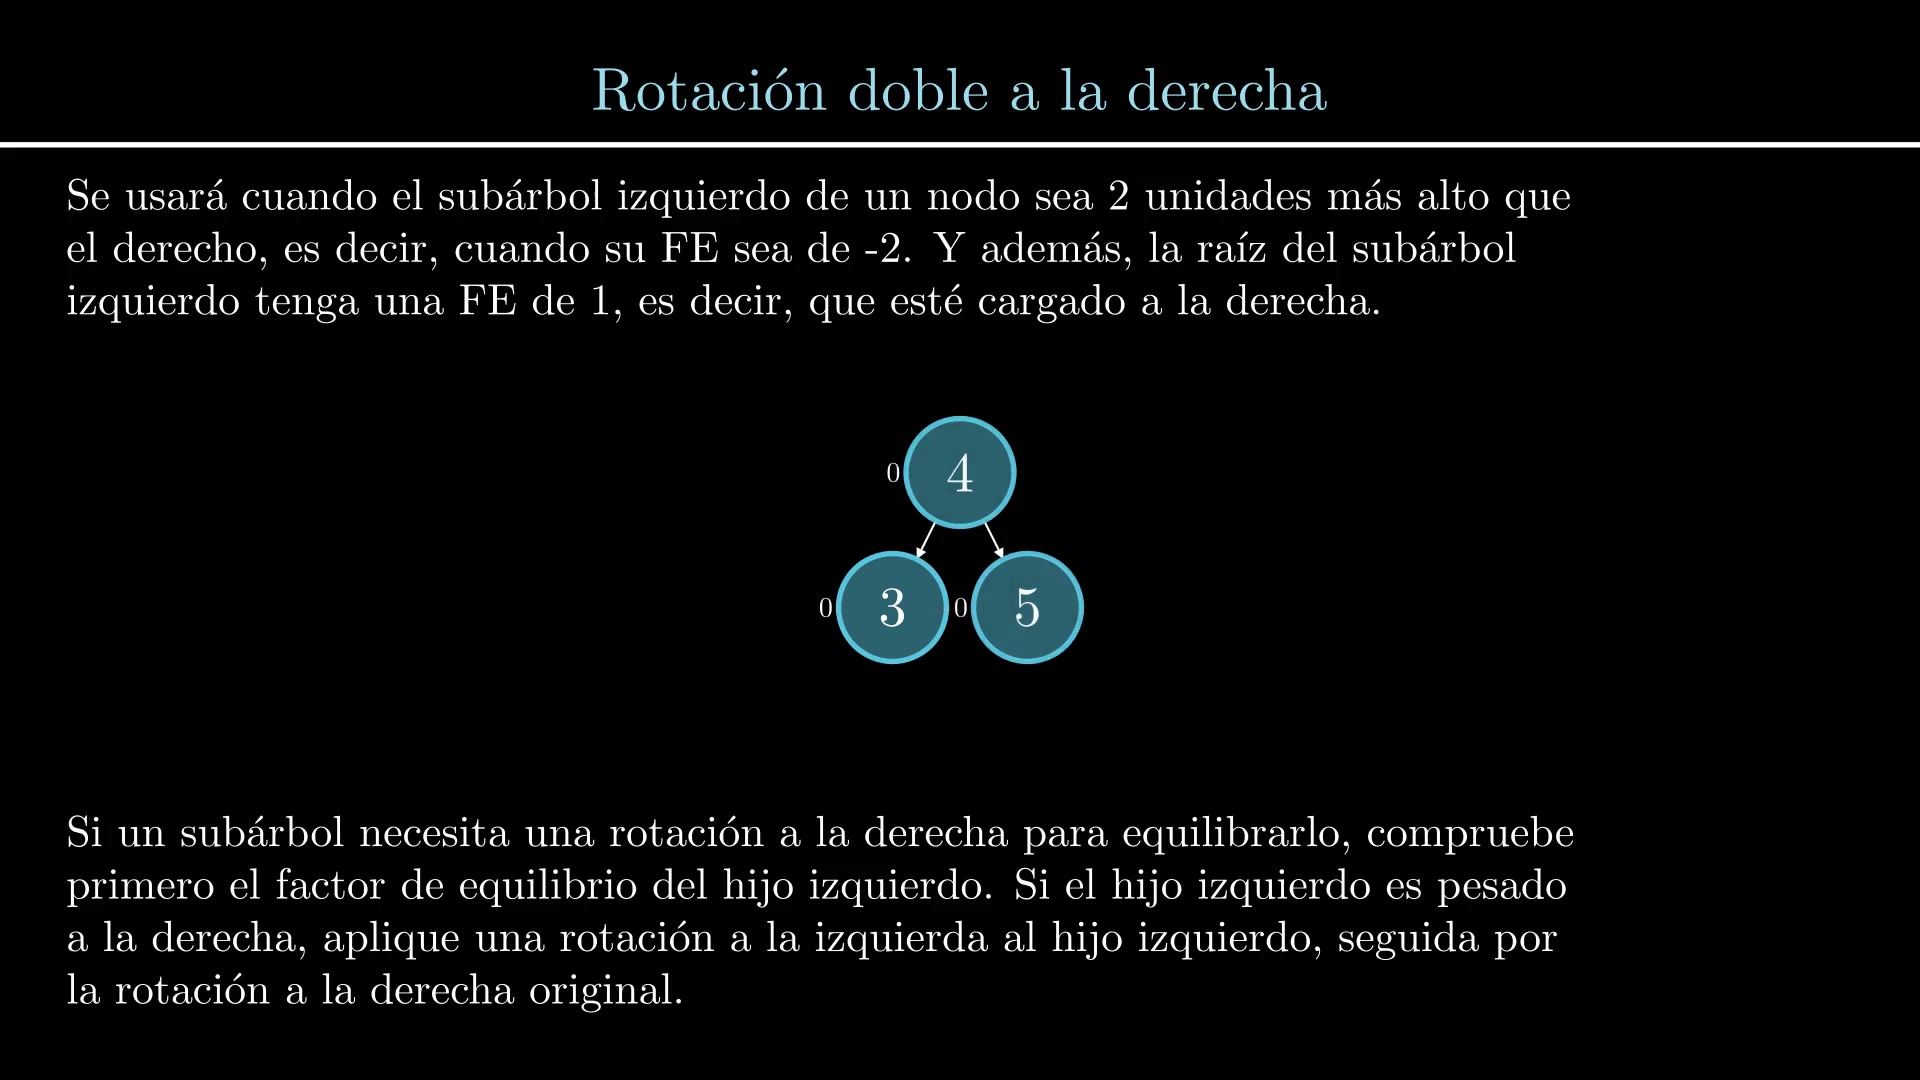 Rotación doble a la derecha
Se usará cuando el subárbol izquierdo de un nodo sea 2 unidades más alto que
el derecho, es decir, cuando su FE sea de -2. Y además, la raíz del subárbol
izquierdo tenga una FE de 1, es decir, que esté cargado a la derecha.
0 4
0 3 0 5
Si un subárbol necesita una rotación a la derecha para equilibrarlo, compruebe
primero el factor de equilibrio del hijo izquierdo. Si el hijo izquierdo es pesado
a la derecha, aplique una rotación a la izquierda al hijo izquierdo, seguida por
la rotación a la derecha original.